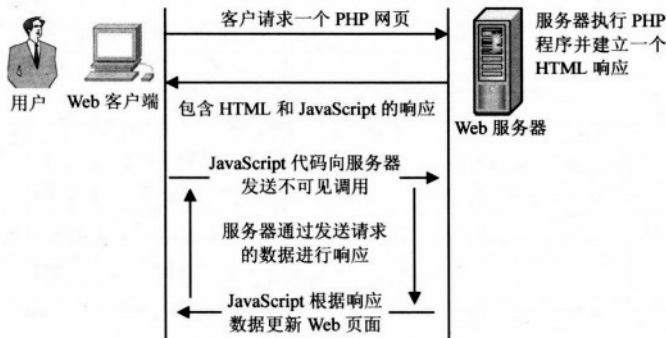 客户请求一个 PHP 网页
服务器执行 PHP
程序并建立一个
HTML 响应
用户
Web 客户端
包含 HTML 和 JavaScript 的响应
Web 服务器
JavaScript 代码向服务器
发送不可见调用
服务器通过发送请求
的数据进行响应
JavaScript 根据响应
数据更新 Web 页面